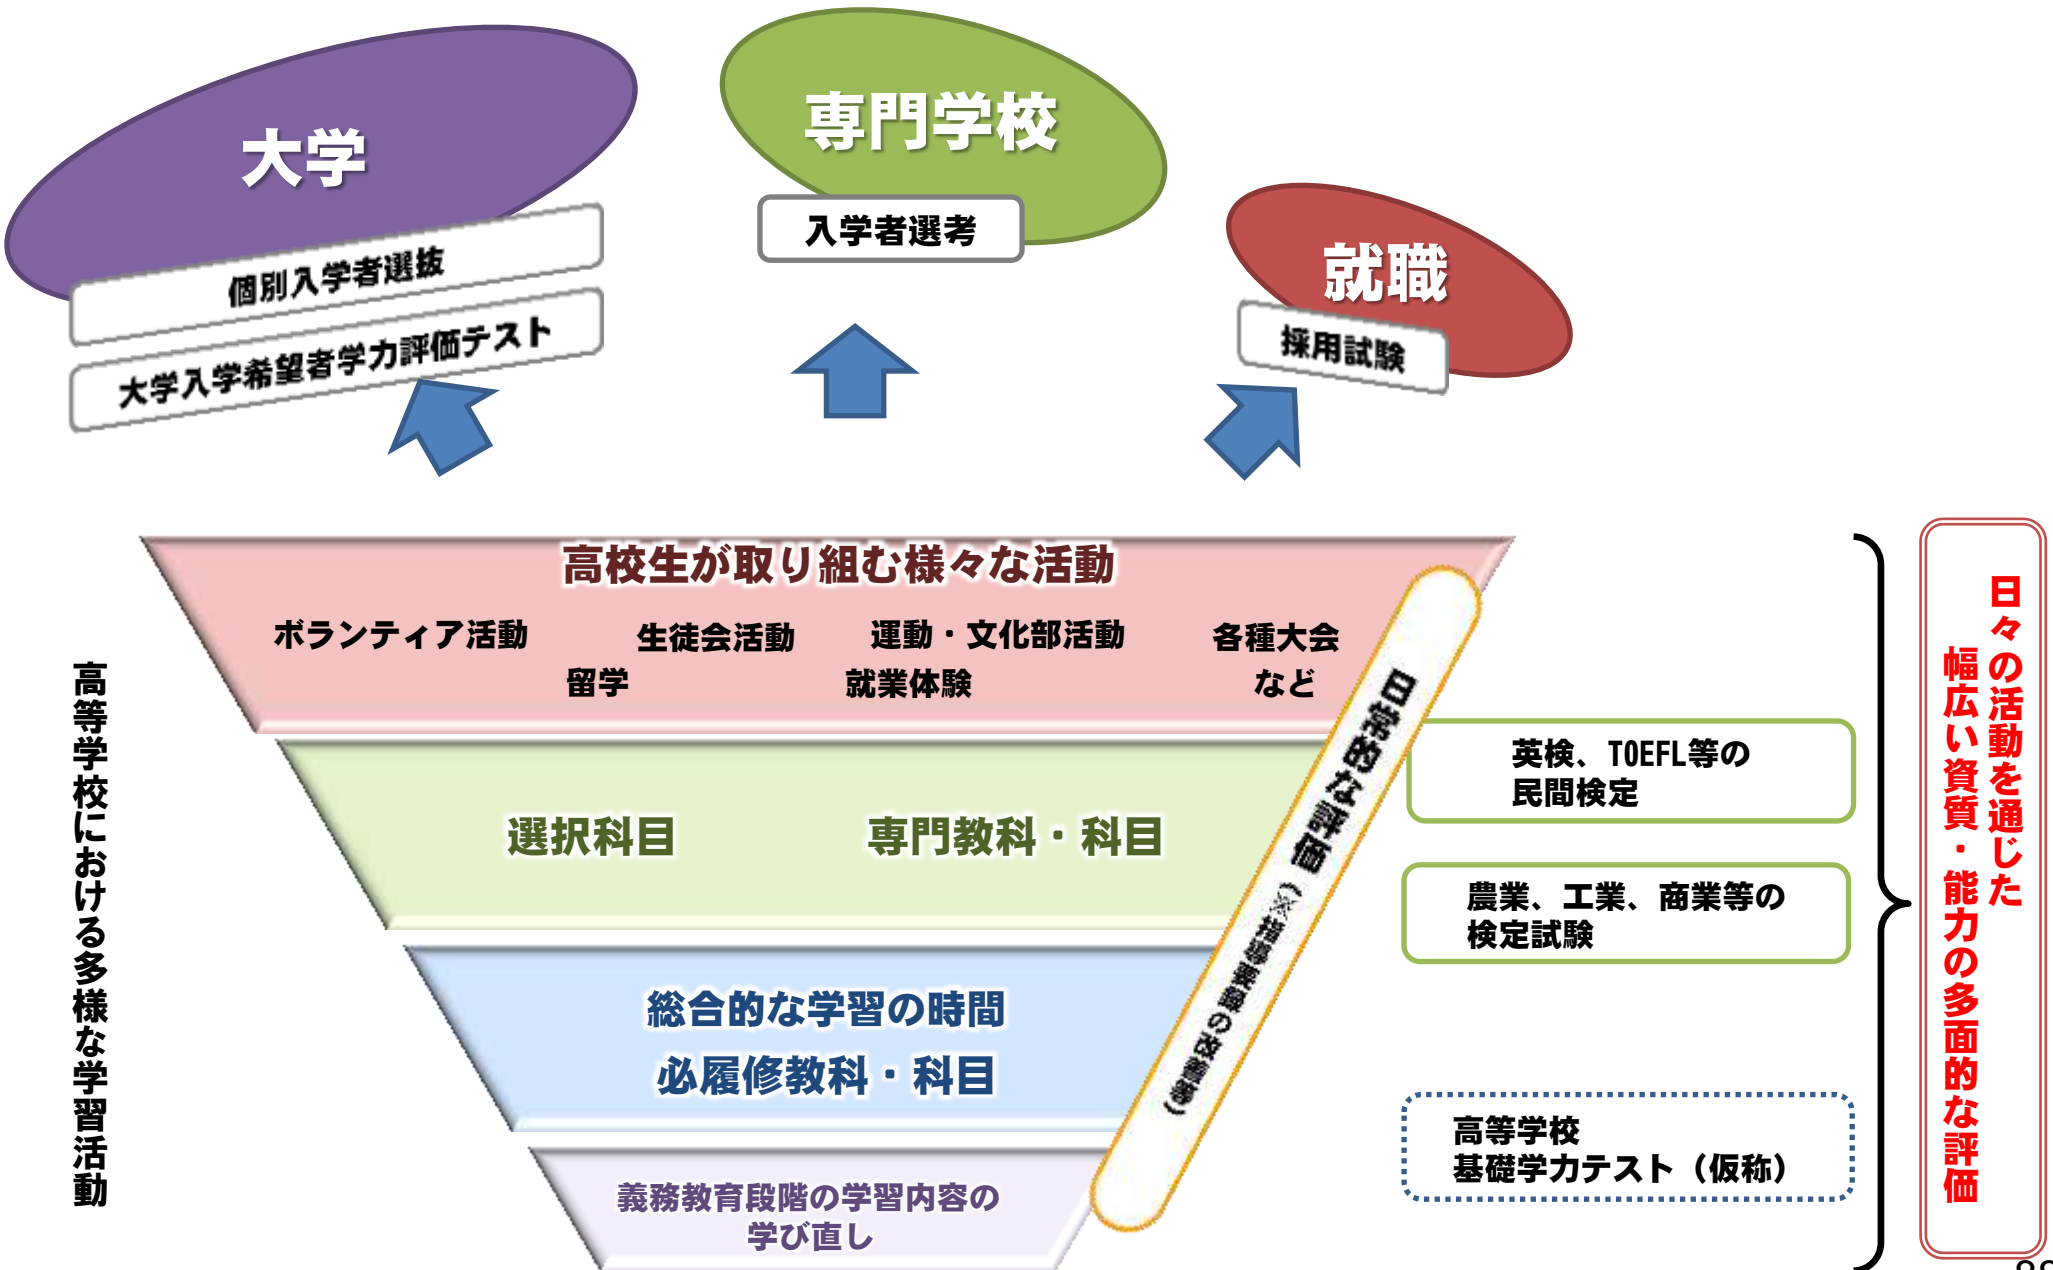 大学
個別入学者選抜
大学入学希望者学力評価テスト
専門学校
入学者選考
就職
採用試験
高等学校における多様な学習活動
高校生が取り組む様々な活動
ボランティア活動
生徒会活動
運動・文化部活動
各種大会
留学
就業体験
など
選択科目
専門教科・科目
総合的な学習の時間
必履修教科・科目
義務教育段階の学習内容の
学び直し
日常的な評価(※指導業務の改善等)
英検、TOEFL等の
民間検定
農業、工業、商業等の
検定試験
高等学校
基礎学力テスト（仮称）
日々の活動を通じた
幅広い資質・能力の多面的な評価